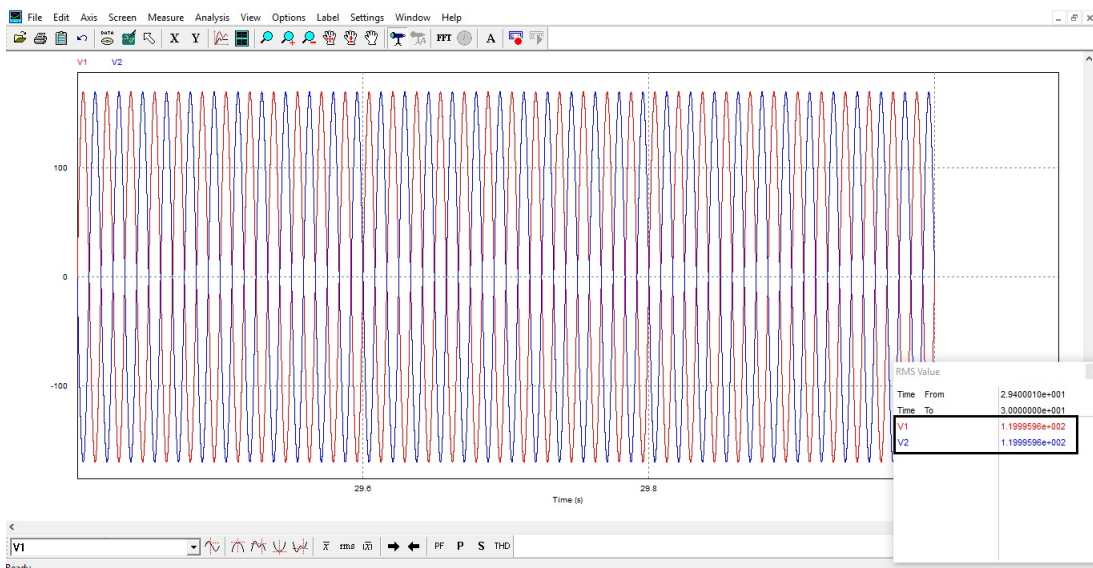 File Edit Axis Screen Measure Analysis View Options Label Settings Window Help
DATA X Y FFT A
V1 V2
100
0
-100
29.6 29.8
Time (s)
RMS Value
Time From 2.9400010e+001
Time To 3.0000000e+001
V1 1.1999596e+002
V2 1.1999596e+002
V1 x rms |x| PF P S THD
Ready